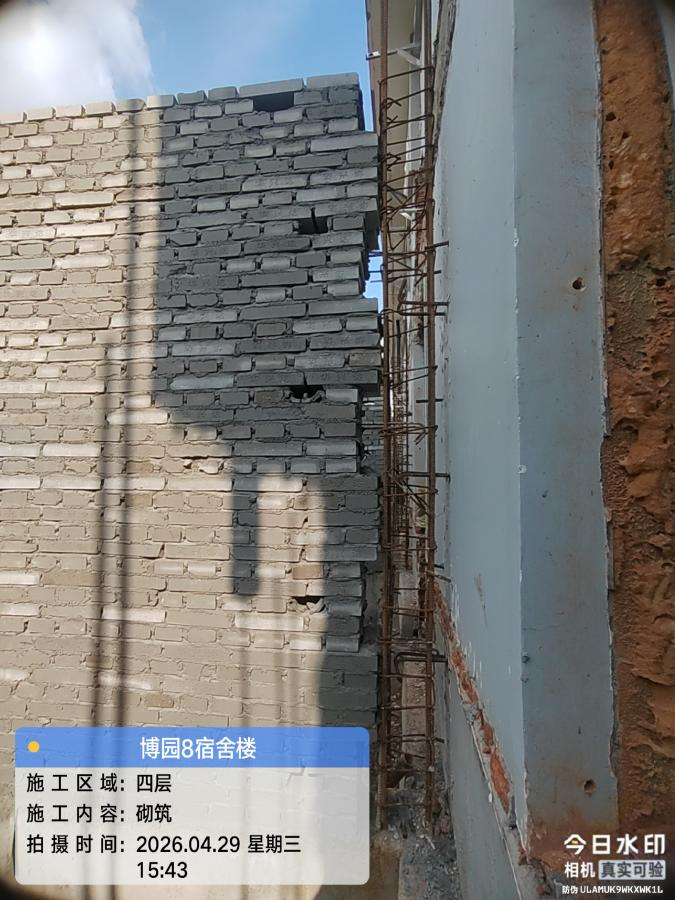 博园8宿舍楼
施工区域：四层
施工内容：砌筑
拍摄时间：2026.04.29 星期三
15:43
今日水印
相机 真实可验
防伪 ULAMUK9WKXWK1L